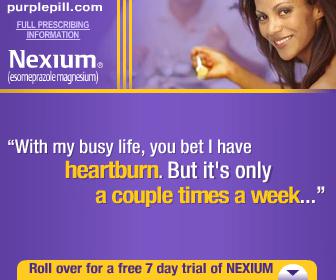 purplepill.com
FULL PRESCRIBING
INFORMATION
Nexium®
(esomeprazole magnesium)
“With my busy life, you bet I have
heartburn. But it's only
a couple times a week...”
Roll over for a free 7 day trial of NEXIUM